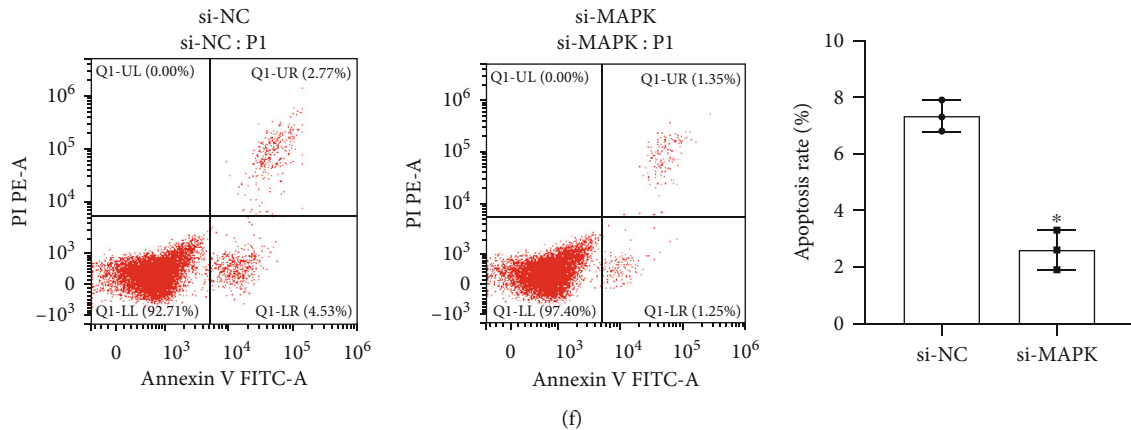 si-NC
si-NC : P1
Q1-UL (0.00%)
Q1-UR (2.77%)
10^6
10^5
10^4
10^3
0
−10^3
PI PE-A
Q1-LL (92.71%)
Q1-LR (4.53%)
0
10^3
10^4
10^5
10^6
Annexin V FITC-A
si-MAPK
si-MAPK : P1
Q1-UL (0.00%)
Q1-UR (1.35%)
10^6
10^5
10^4
10^3
0
−10^3
PI PE-A
Q1-LL (97.40%)
Q1-LR (1.25%)
0
10^3
10^4
10^5
10^6
Annexin V FITC-A
10
8
6
4
2
0
Apoptosis rate (%)
*
si-NC
si-MAPK
(f)